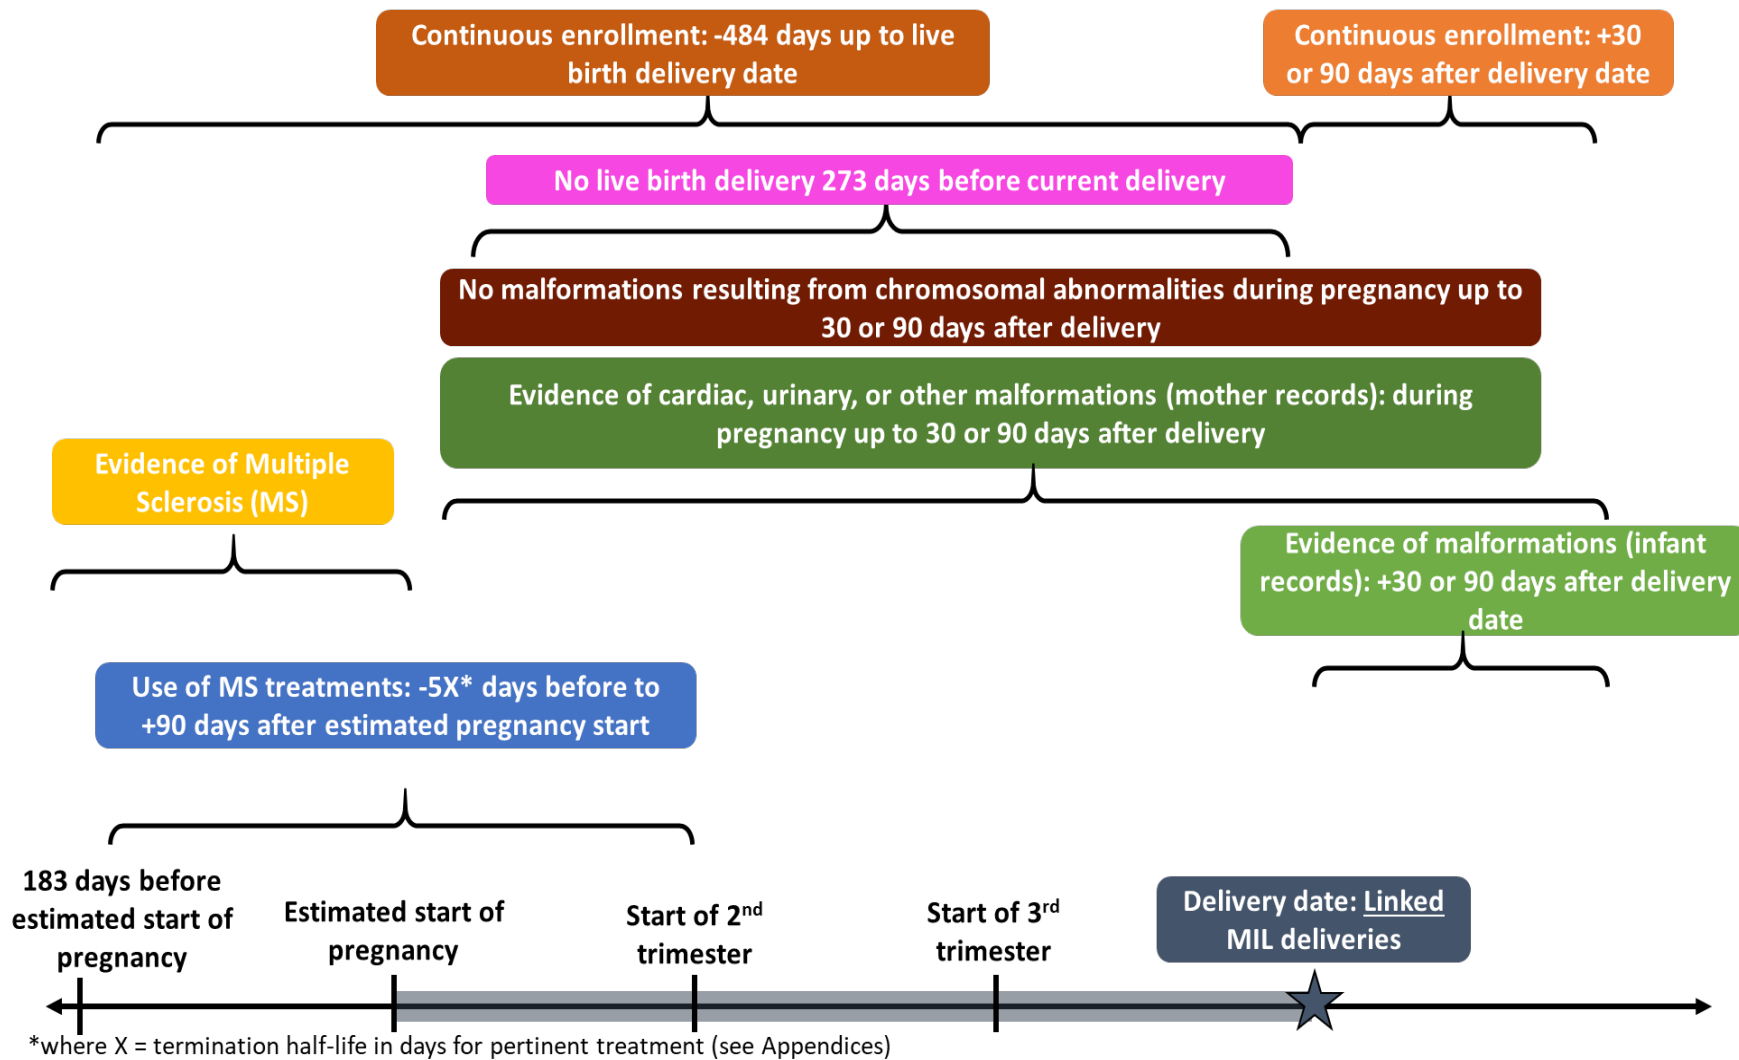 Continuous enrollment: -484 days up to live
birth delivery date
Continuous enrollment: +30
or 90 days after delivery date
No live birth delivery 273 days before current delivery
No malformations resulting from chromosomal abnormalities during pregnancy up to
30 or 90 days after delivery
Evidence of cardiac, urinary, or other malformations (mother records): during
pregnancy up to 30 or 90 days after delivery
Evidence of Multiple
Sclerosis (MS)
Evidence of malformations (infant
records): +30 or 90 days after delivery
date
Use of MS treatments: -5X* days before to
+90 days after estimated pregnancy start
183 days before
estimated start of
pregnancy
Estimated start of
pregnancy
Start of 2nd
trimester
Start of 3rd
trimester
Delivery date: Linked
MIL deliveries
*where X = termination half-life in days for pertinent treatment (see Appendices)